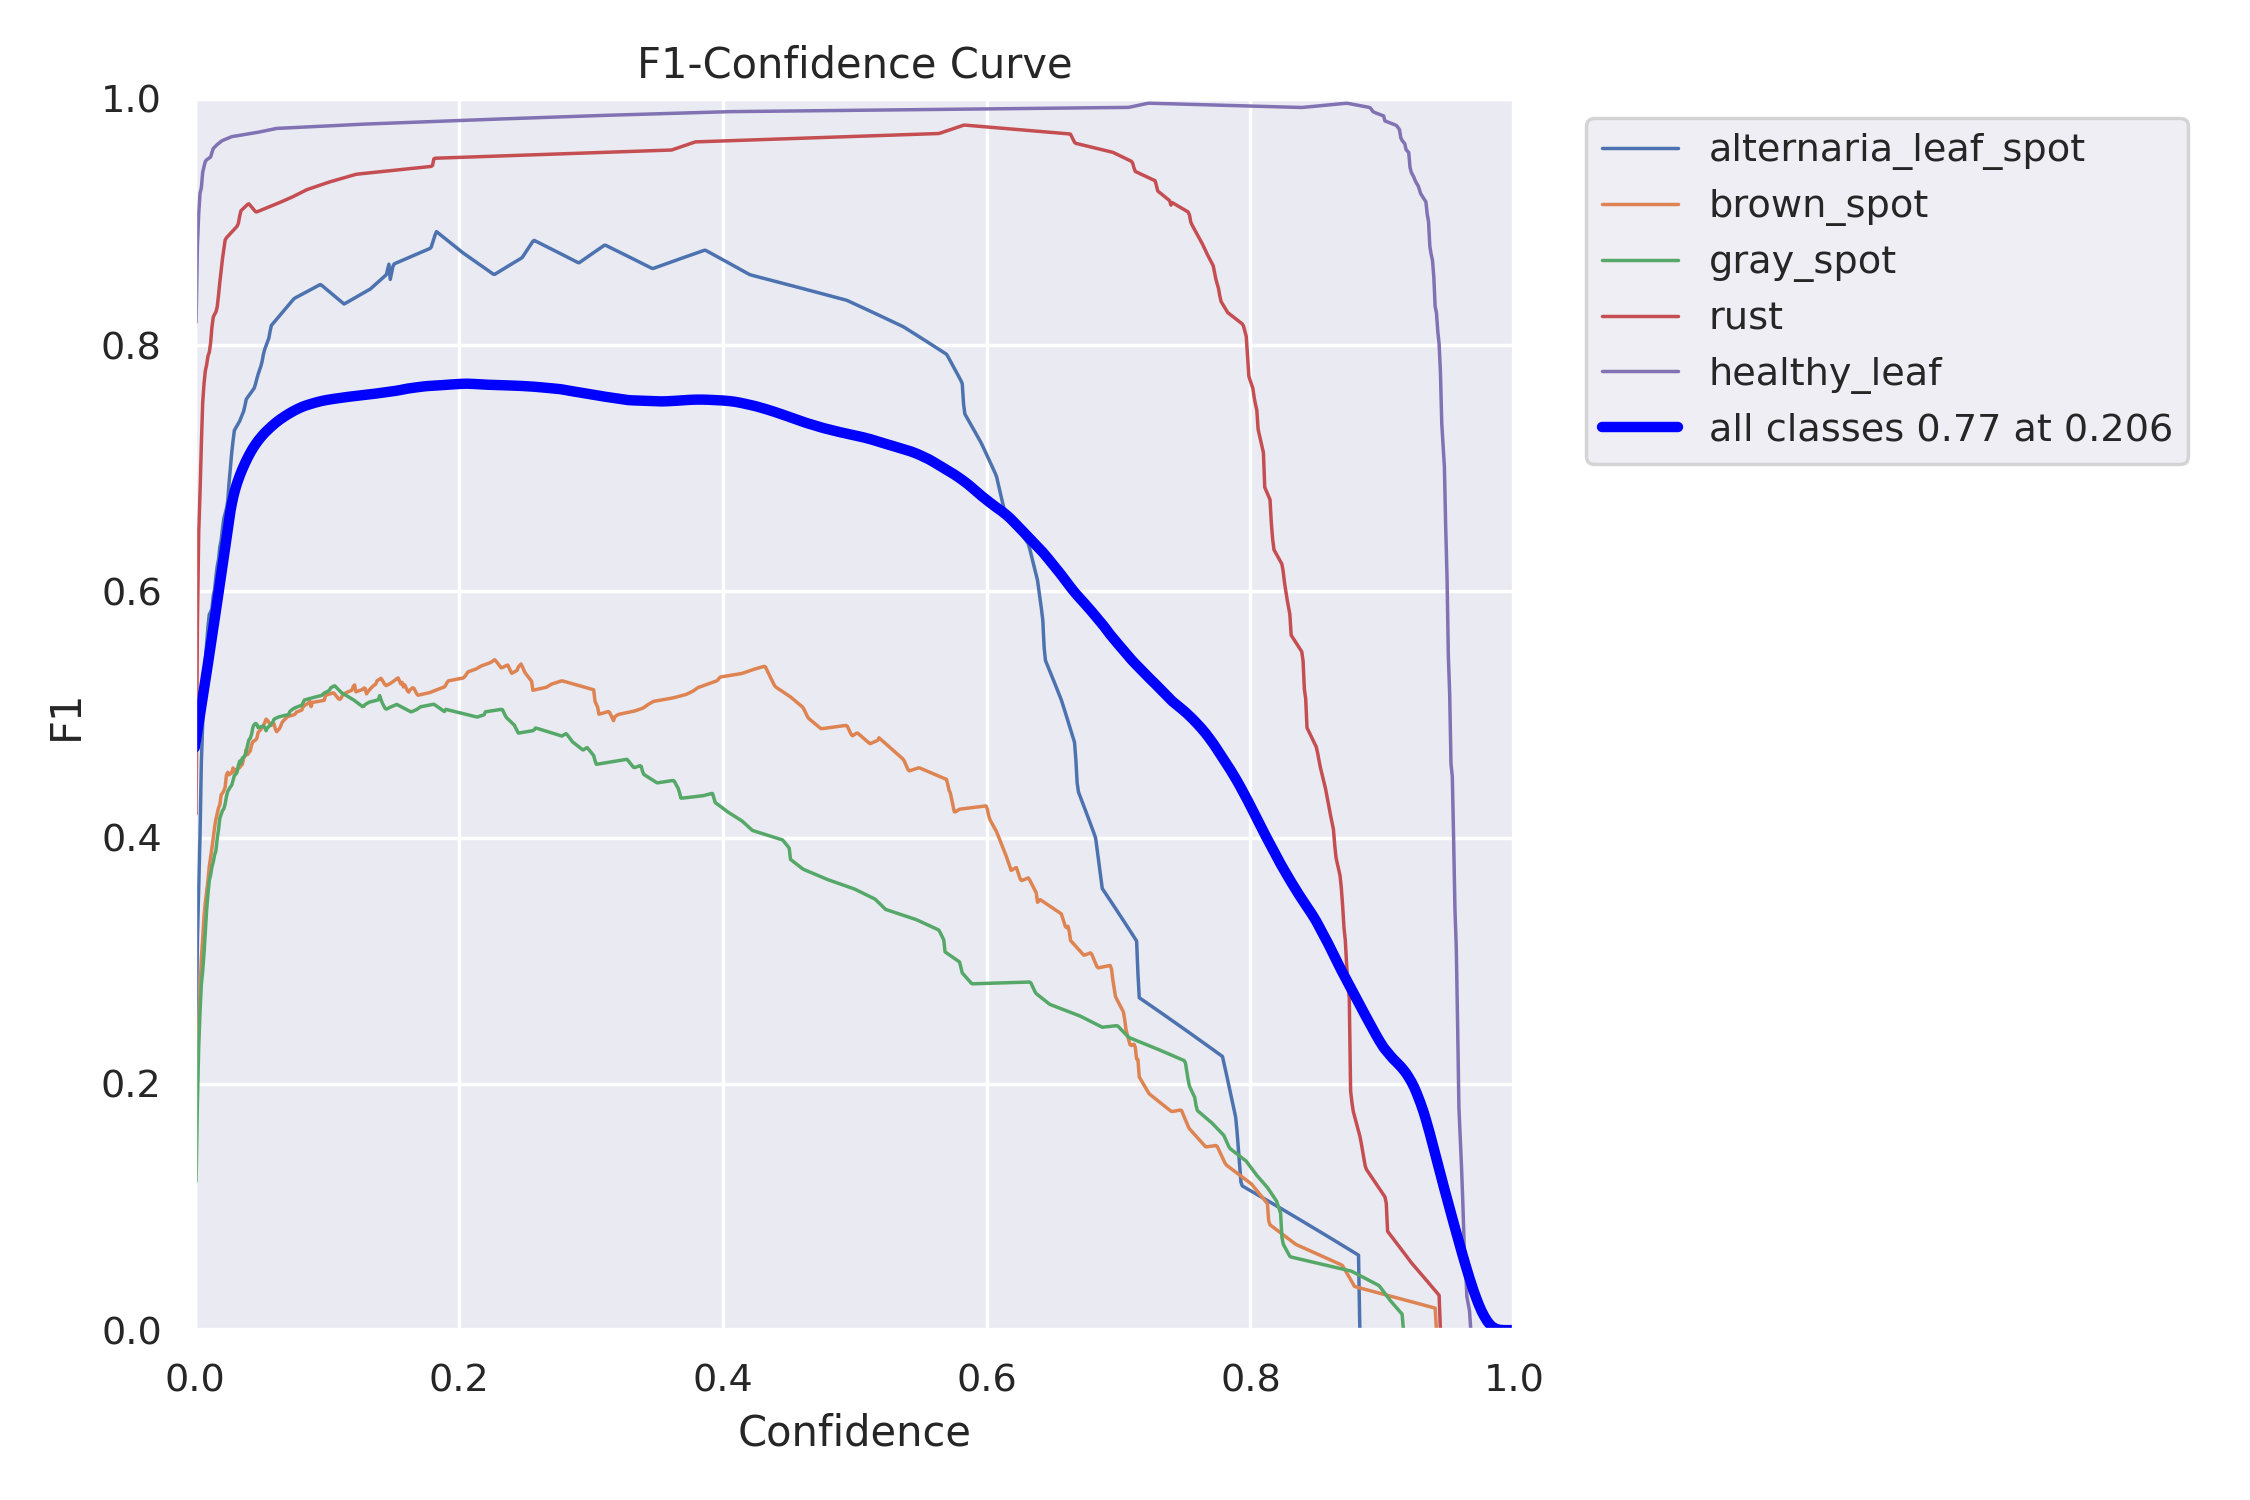 F1-Confidence Curve
1.0
0.8
0.6
0.4
0.2
0.0
F1
0.0 0.2 0.4 0.6 0.8 1.0
Confidence
alternaria_leaf_spot
brown_spot
gray_spot
rust
healthy_leaf
all classes 0.77 at 0.206